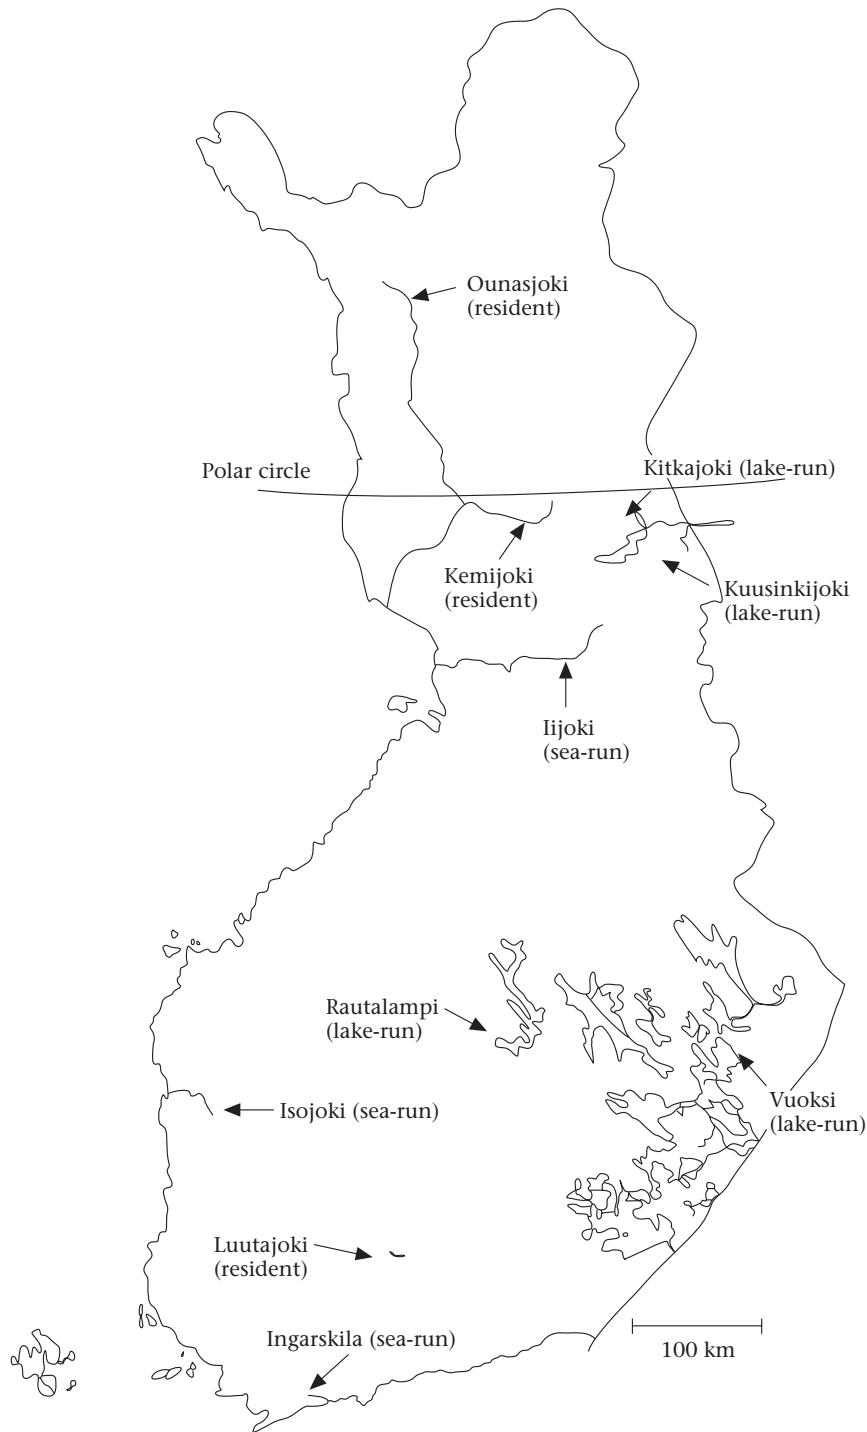 Ounasjoki
(resident)
Polar circle
Kitkajoki (lake-run)
Kemijoki
(resident)
Kuusinkijoki
(lake-run)
Iijoki
(sea-run)
Rautalampi
(lake-run)
Vuoksi
(lake-run)
Isojoki (sea-run)
Luutajoki
(resident)
Ingarskila (sea-run)
100 km